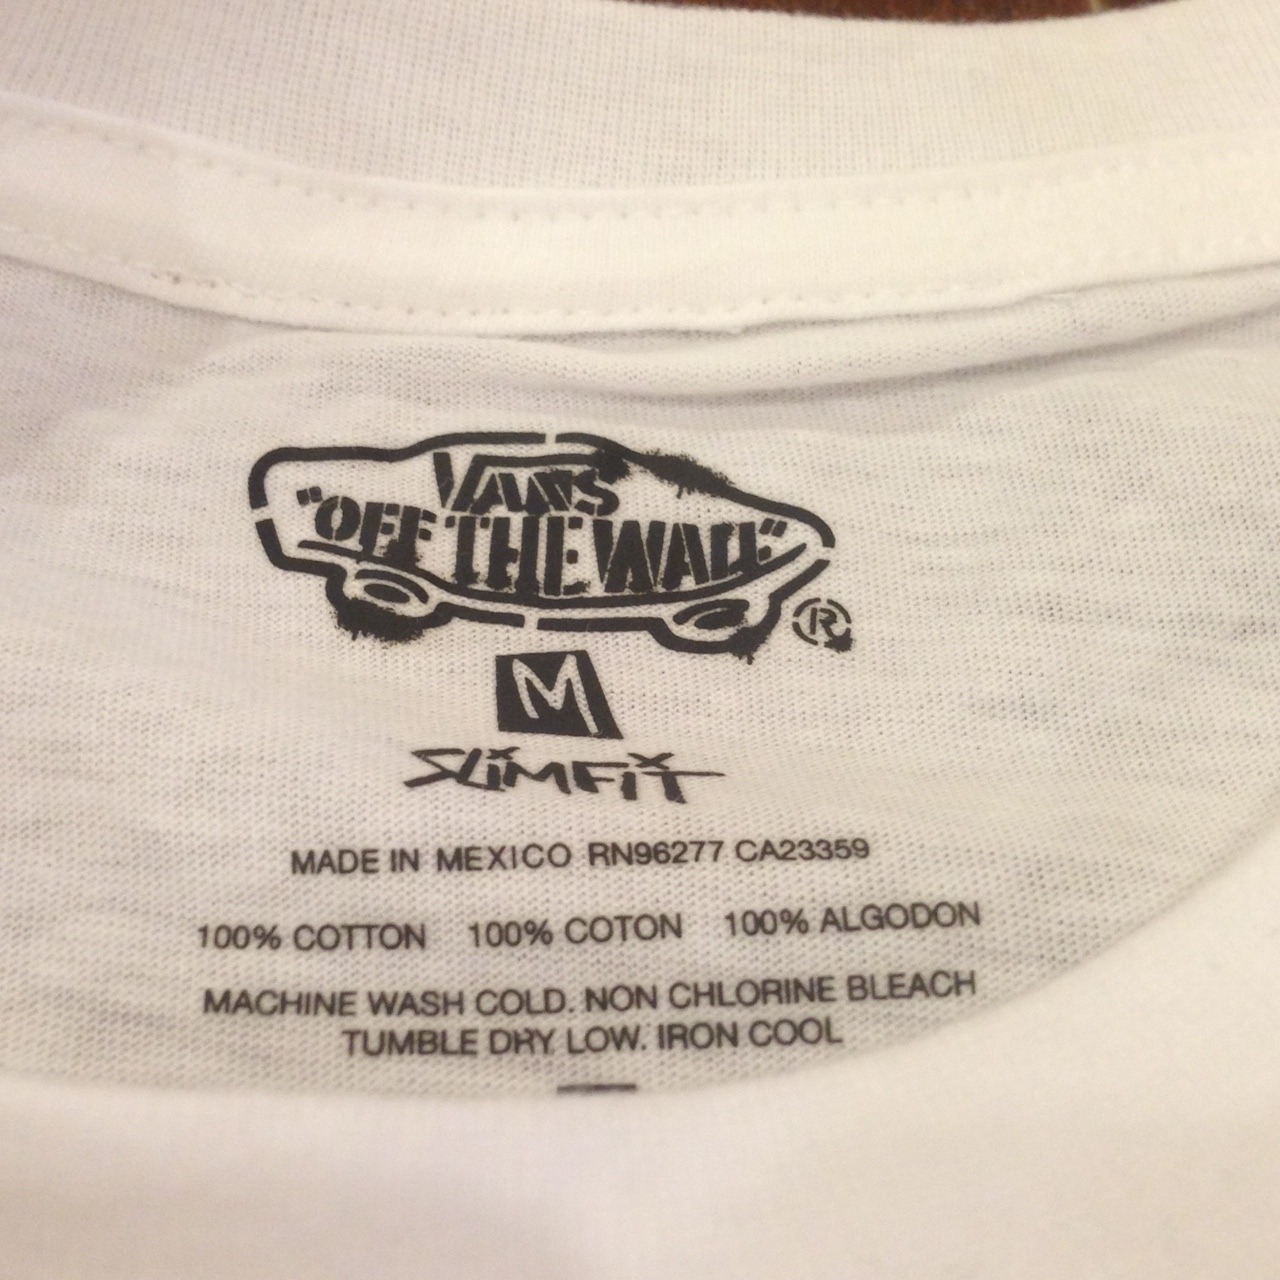 VANS
"OFF THE WALL"
®
M
SLIMFIT
MADE IN MEXICO RN96277 CA23359
100% COTTON 100% COTON 100% ALGODON
MACHINE WASH COLD. NON CHLORINE BLEACH
TUMBLE DRY LOW. IRON COOL